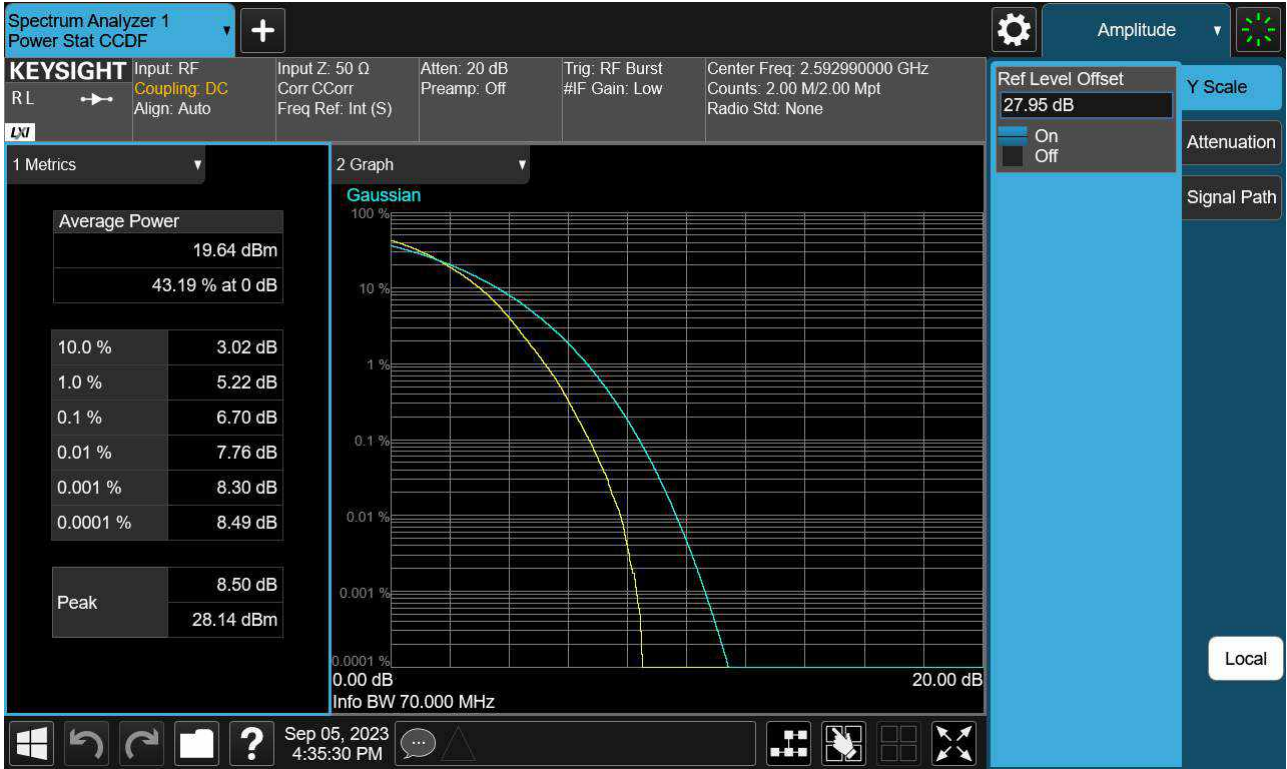 Spectrum Analyzer 1
Power Stat CCDF
Amplitude
KEYSIGHT
R L
LXI
Input: RF
Coupling: DC
Align: Auto
Input Z: 50 Ω
Corr CCorr
Freq Ref: Int (S)
Atten: 20 dB
Preamp: Off
Trig: RF Burst
#IF Gain: Low
Center Freq: 2.592990000 GHz
Counts: 2.00 M/2.00 Mpt
Radio Std: None
Ref Level Offset
27.95 dB
On
Off
Y Scale
Attenuation
Signal Path
Local
1 Metrics
Average Power
19.64 dBm
43.19 % at 0 dB
10.0 % 3.02 dB
1.0 % 5.22 dB
0.1 % 6.70 dB
0.01 % 7.76 dB
0.001 % 8.30 dB
0.0001 % 8.49 dB
Peak
8.50 dB
28.14 dBm
2 Graph
Gaussian
100 %
10 %
1 %
0.1 %
0.01 %
0.001 %
0.0001 %
0.00 dB 20.00 dB
Info BW 70.000 MHz
?
Sep 05, 2023
4:35:30 PM